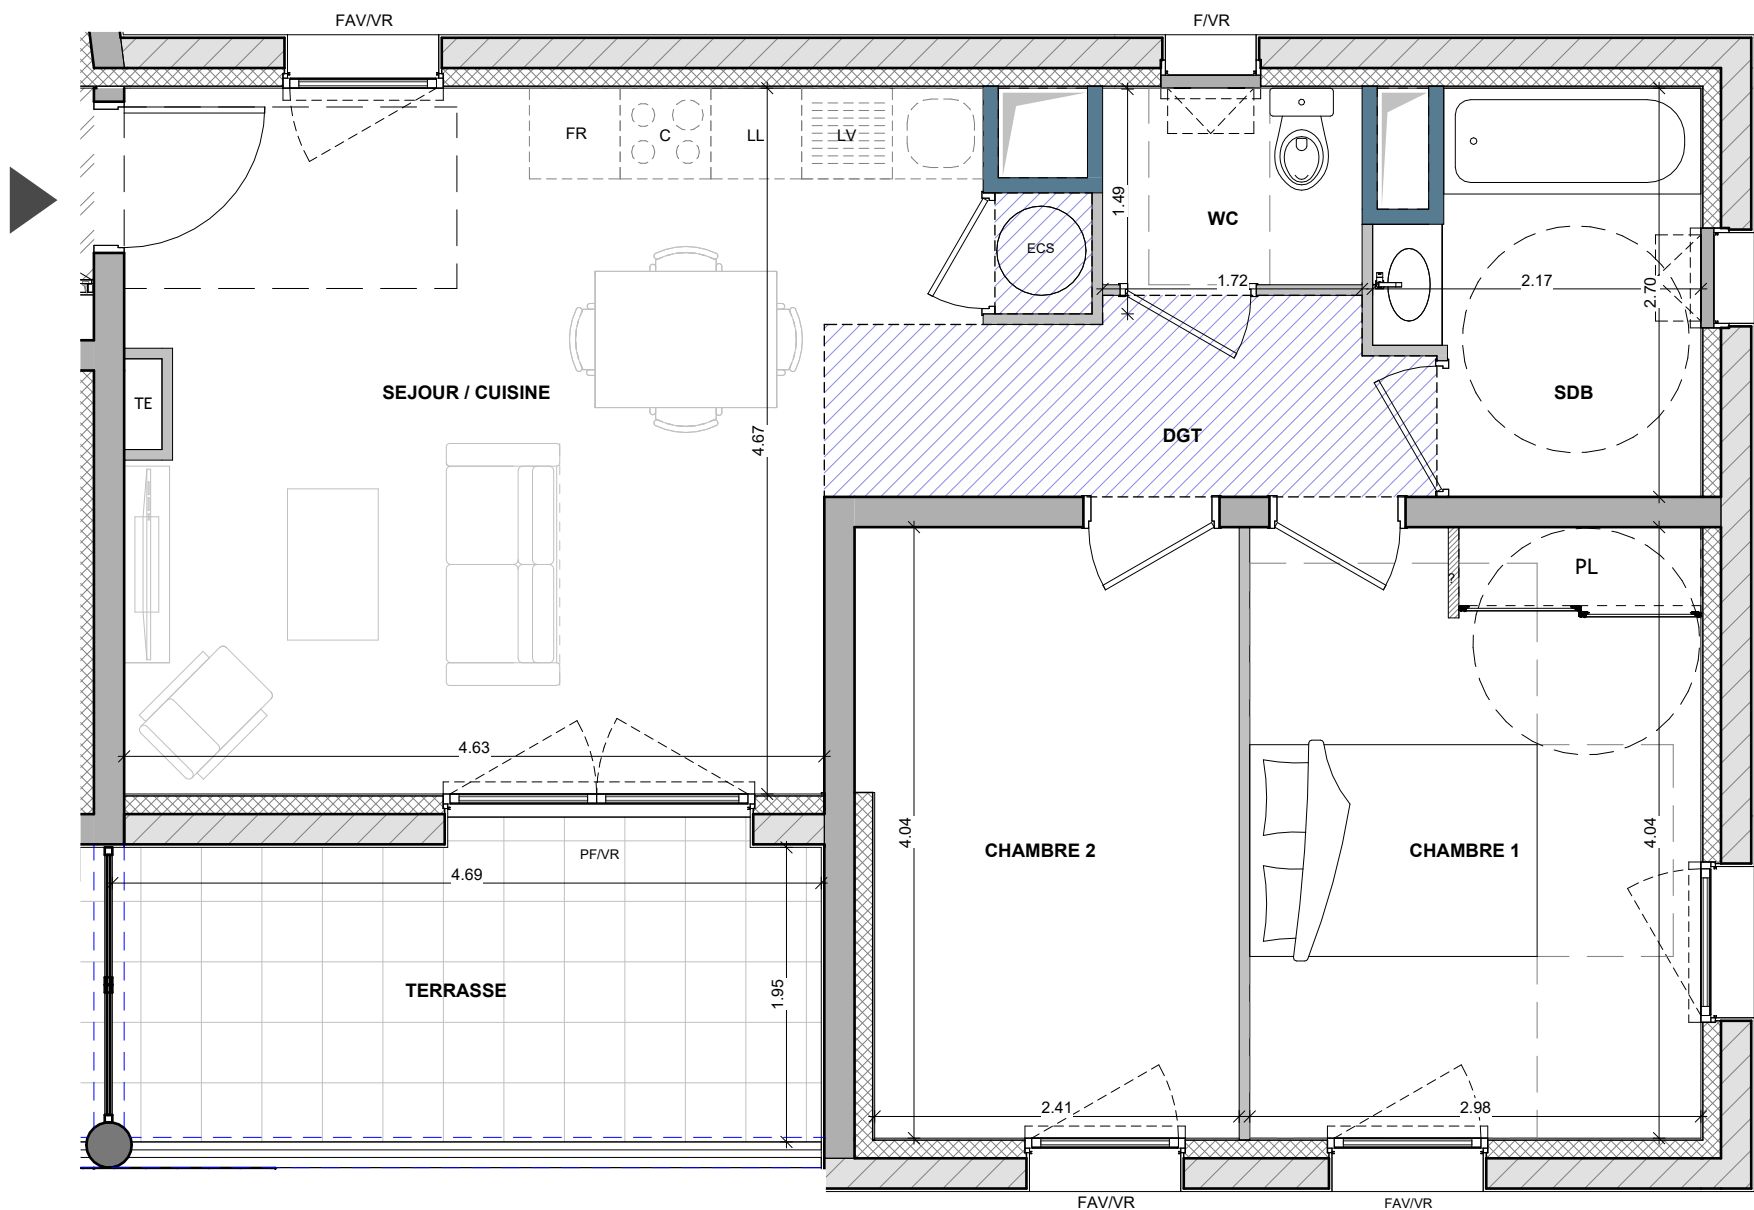 FAV/VR
F/VR
FR
C
LL
LV
ECS
1.49
WC
1.72
2.17
2.70
TE
SEJOUR / CUISINE
4.67
DGT
SDB
PL
?
4.63
PF/VR
4.69
TERRASSE
1.95
4.04
CHAMBRE 2
CHAMBRE 1
4.04
2.41
2.98
FAV/VR
FAV/VR